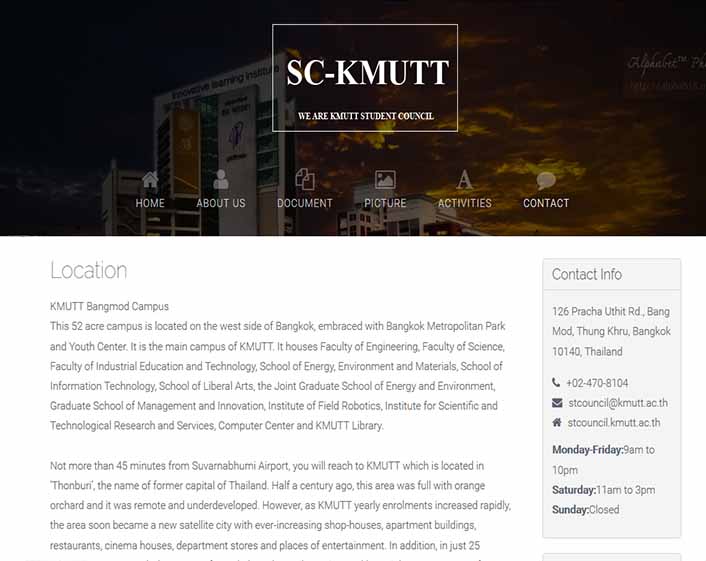 Innovative learning Institute
SC-KMUTT
WE ARE KMUTT STUDENT COUNCIL
Alphabet™ Ph
HOME ABOUT US DOCUMENT PICTURE ACTIVITIES CONTACT
Location
KMUTT Bangmod Campus
This 52 acre campus is located on the west side of Bangkok, embraced with Bangkok Metropolitan Park
and Youth Center. It is the main campus of KMUTT. It houses Faculty of Engineering, Faculty of Science,
Faculty of Industrial Education and Technology, School of Energy, Environment and Materials, School of
Information Technology, School of Liberal Arts, the Joint Graduate School of Energy and Environment,
Graduate School of Management and Innovation, Institute of Field Robotics, Institute for Scientific and
Technological Research and Services, Computer Center and KMUTT Library.
Not more than 45 minutes from Suvarnabhumi Airport, you will reach to KMUTT which is located in
'Thonburi', the name of former capital of Thailand. Half a century ago, this area was full with orange
orchard and it was remote and underdeveloped. However, as KMUTT yearly enrolments increased rapidly,
the area soon became a new satellite city with ever-increasing shop-houses, apartment buildings,
restaurants, cinema houses, department stores and places of entertainment. In addition, in just 25
Contact Info
126 Pracha Uthit Rd., Bang
Mod, Thung Khru, Bangkok
10140, Thailand
+02-470-8104
stcouncil@kmutt.ac.th
stcouncil.kmutt.ac.th
Monday-Friday:9am to
10pm
Saturday:11am to 3pm
Sunday:Closed